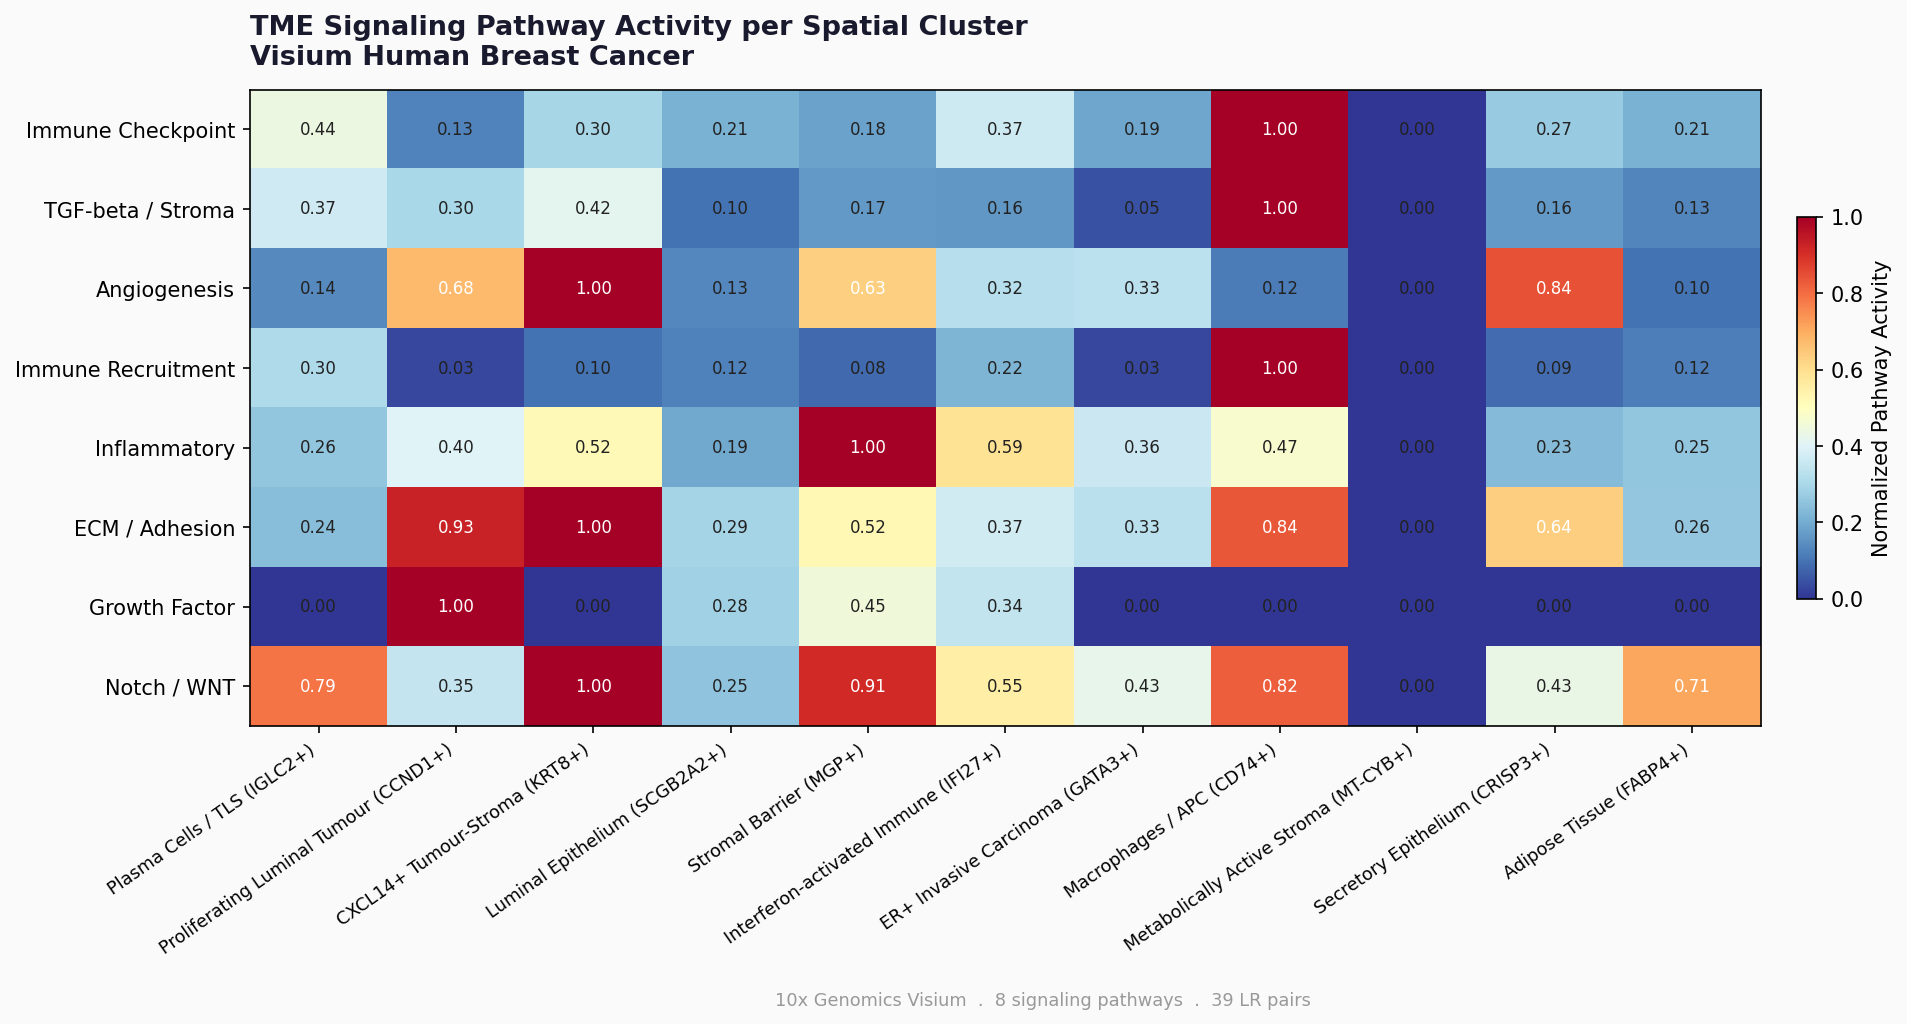 TME Signaling Pathway Activity per Spatial Cluster
Visium Human Breast Cancer
Immune Checkpoint 0.44 0.13 0.30 0.21 0.18 0.37 0.19 1.00 0.00 0.27 0.21
TGF-beta / Stroma 0.37 0.30 0.42 0.10 0.17 0.16 0.05 1.00 0.00 0.16 0.13
Angiogenesis 0.14 0.68 1.00 0.13 0.63 0.32 0.33 0.12 0.00 0.84 0.10
Immune Recruitment 0.30 0.03 0.10 0.12 0.08 0.22 0.03 1.00 0.00 0.09 0.12
Inflammatory 0.26 0.40 0.52 0.19 1.00 0.59 0.36 0.47 0.00 0.23 0.25
ECM / Adhesion 0.24 0.93 1.00 0.29 0.52 0.37 0.33 0.84 0.00 0.64 0.26
Growth Factor 0.00 1.00 0.00 0.28 0.45 0.34 0.00 0.00 0.00 0.00 0.00
Notch / WNT 0.79 0.35 1.00 0.25 0.91 0.55 0.43 0.82 0.00 0.43 0.71
Plasma Cells / TLS (IGLC2+)
Proliferating Luminal Tumour (CCND1+)
CXCL14+ Tumour-Stroma (KRT8+)
Luminal Epithelium (SCGB2A2+)
Stromal Barrier (MGP+)
Interferon-activated Immune (IFI27+)
ER+ Invasive Carcinoma (GATA3+)
Macrophages / APC (CD74+)
Metabolically Active Stroma (MT-CYB+)
Secretory Epithelium (CRISP3+)
Adipose Tissue (FABP4+)
1.0
0.8
0.6
0.4
0.2
0.0
Normalized Pathway Activity
10x Genomics Visium . 8 signaling pathways . 39 LR pairs